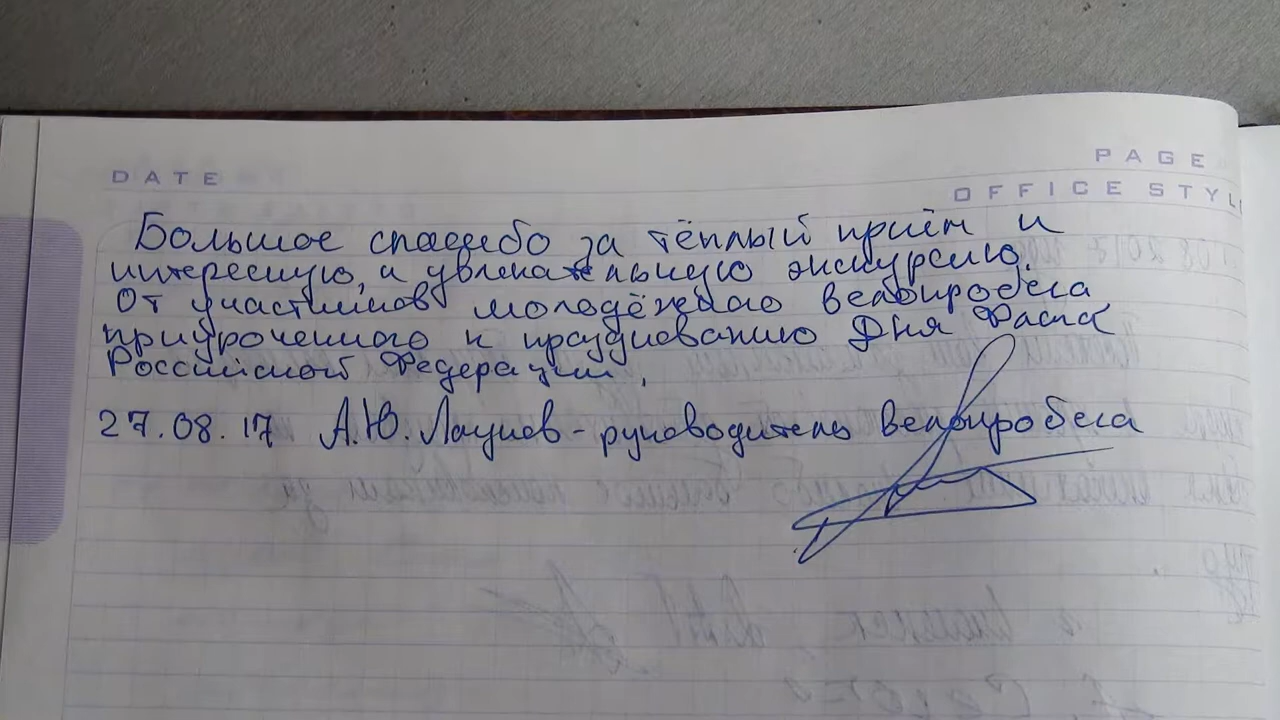 DATE
PAGE
OFFICE STYL
Большое спасибо за тёплый приём и
интересную, и увлекательную экскурсию.
От участников молодёжного велопробега
приуроченного к празднованию Дня Флага
Российской Федерации.
27.08.17 А.Ю. - руководитель велопробега